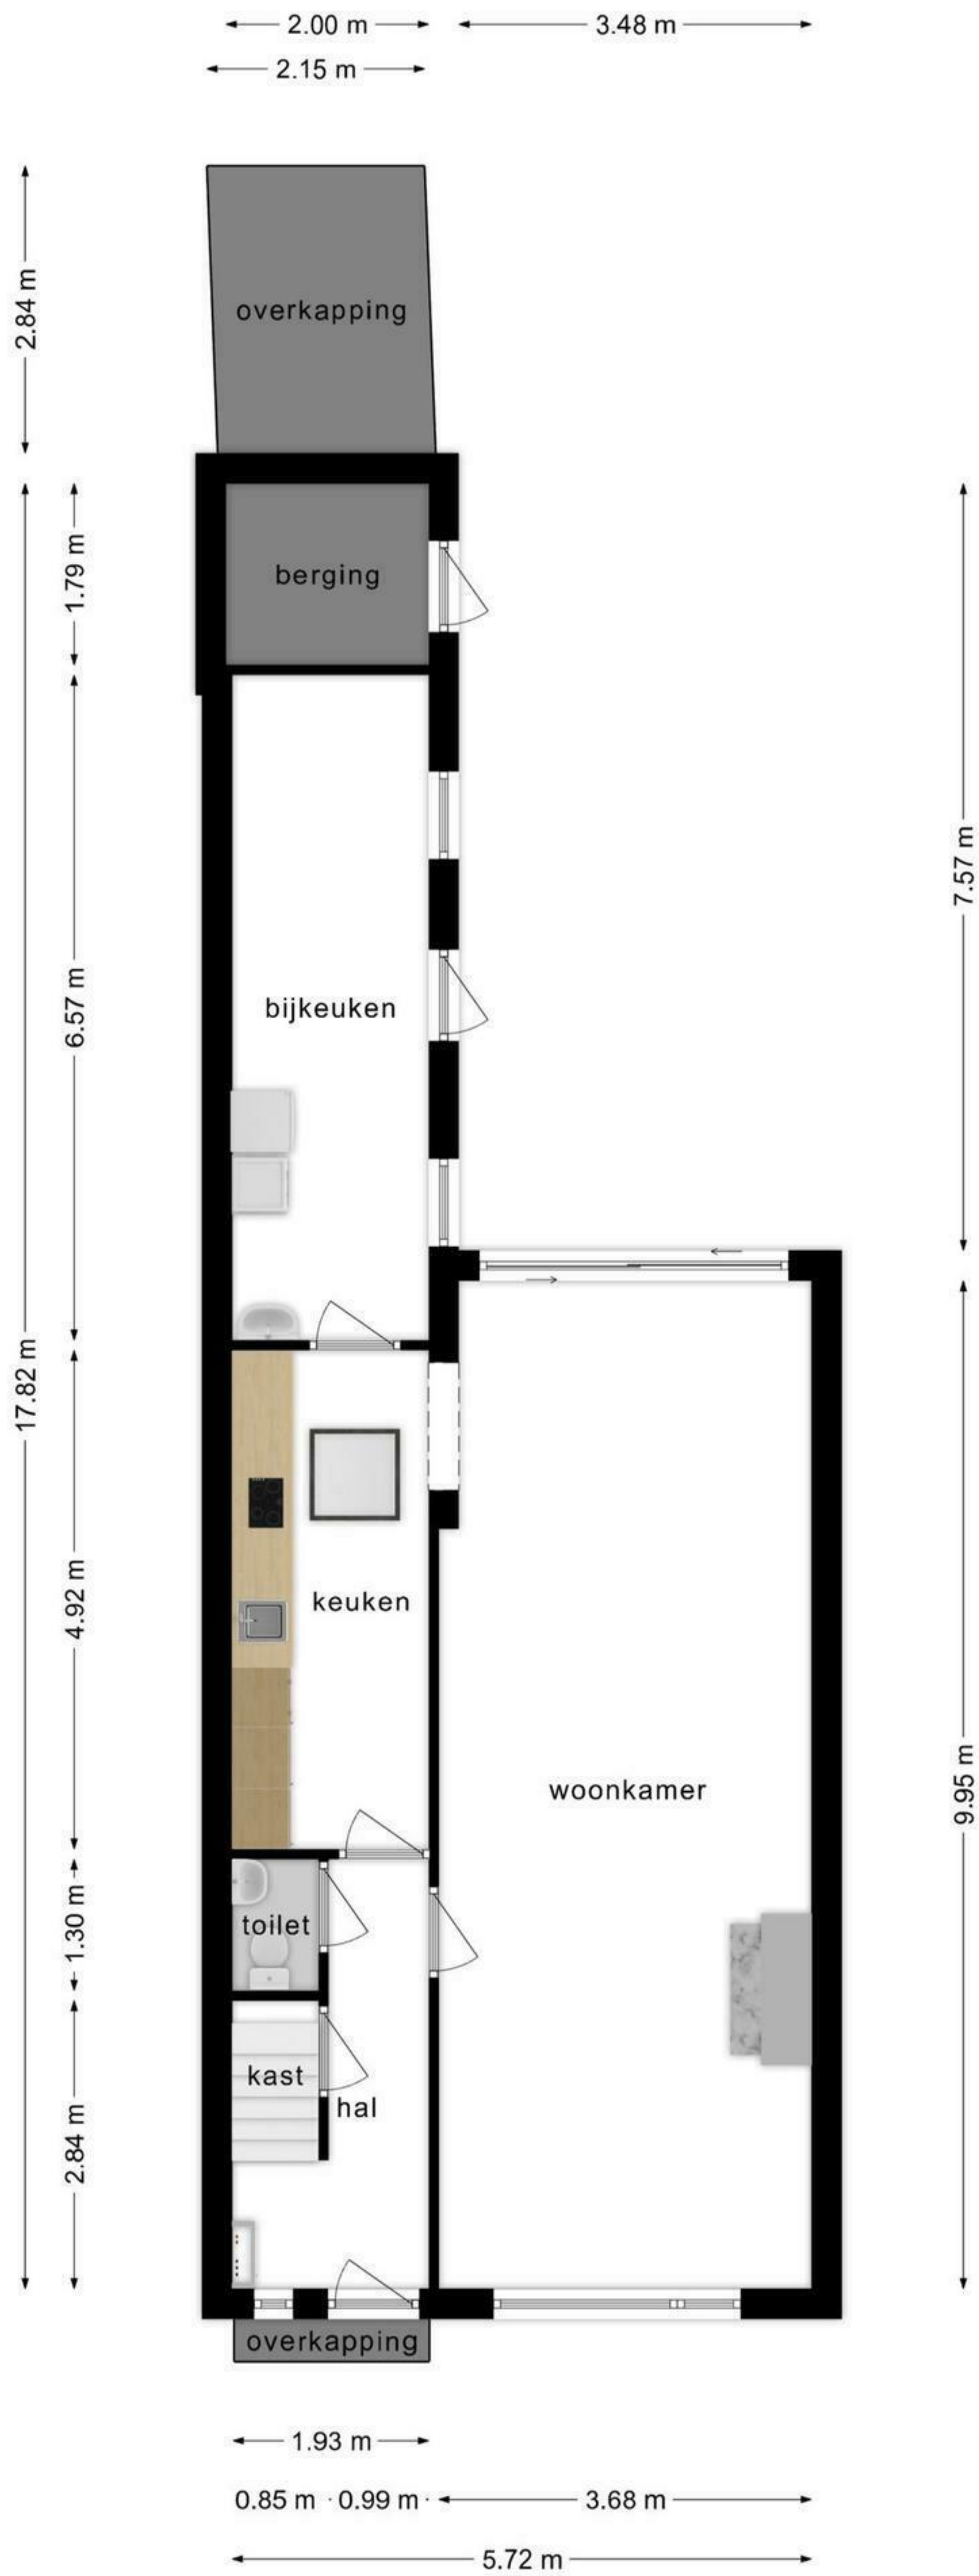 2.00 m
3.48 m
2.15 m
2.84 m
overkapping
1.79 m
berging
7.57 m
6.57 m
bijkeuken
17.82 m
4.92 m
keuken
9.95 m
woonkamer
1.30 m
toilet
kast
hal
2.84 m
overkapping
1.93 m
0.85 m
0.99 m
3.68 m
5.72 m